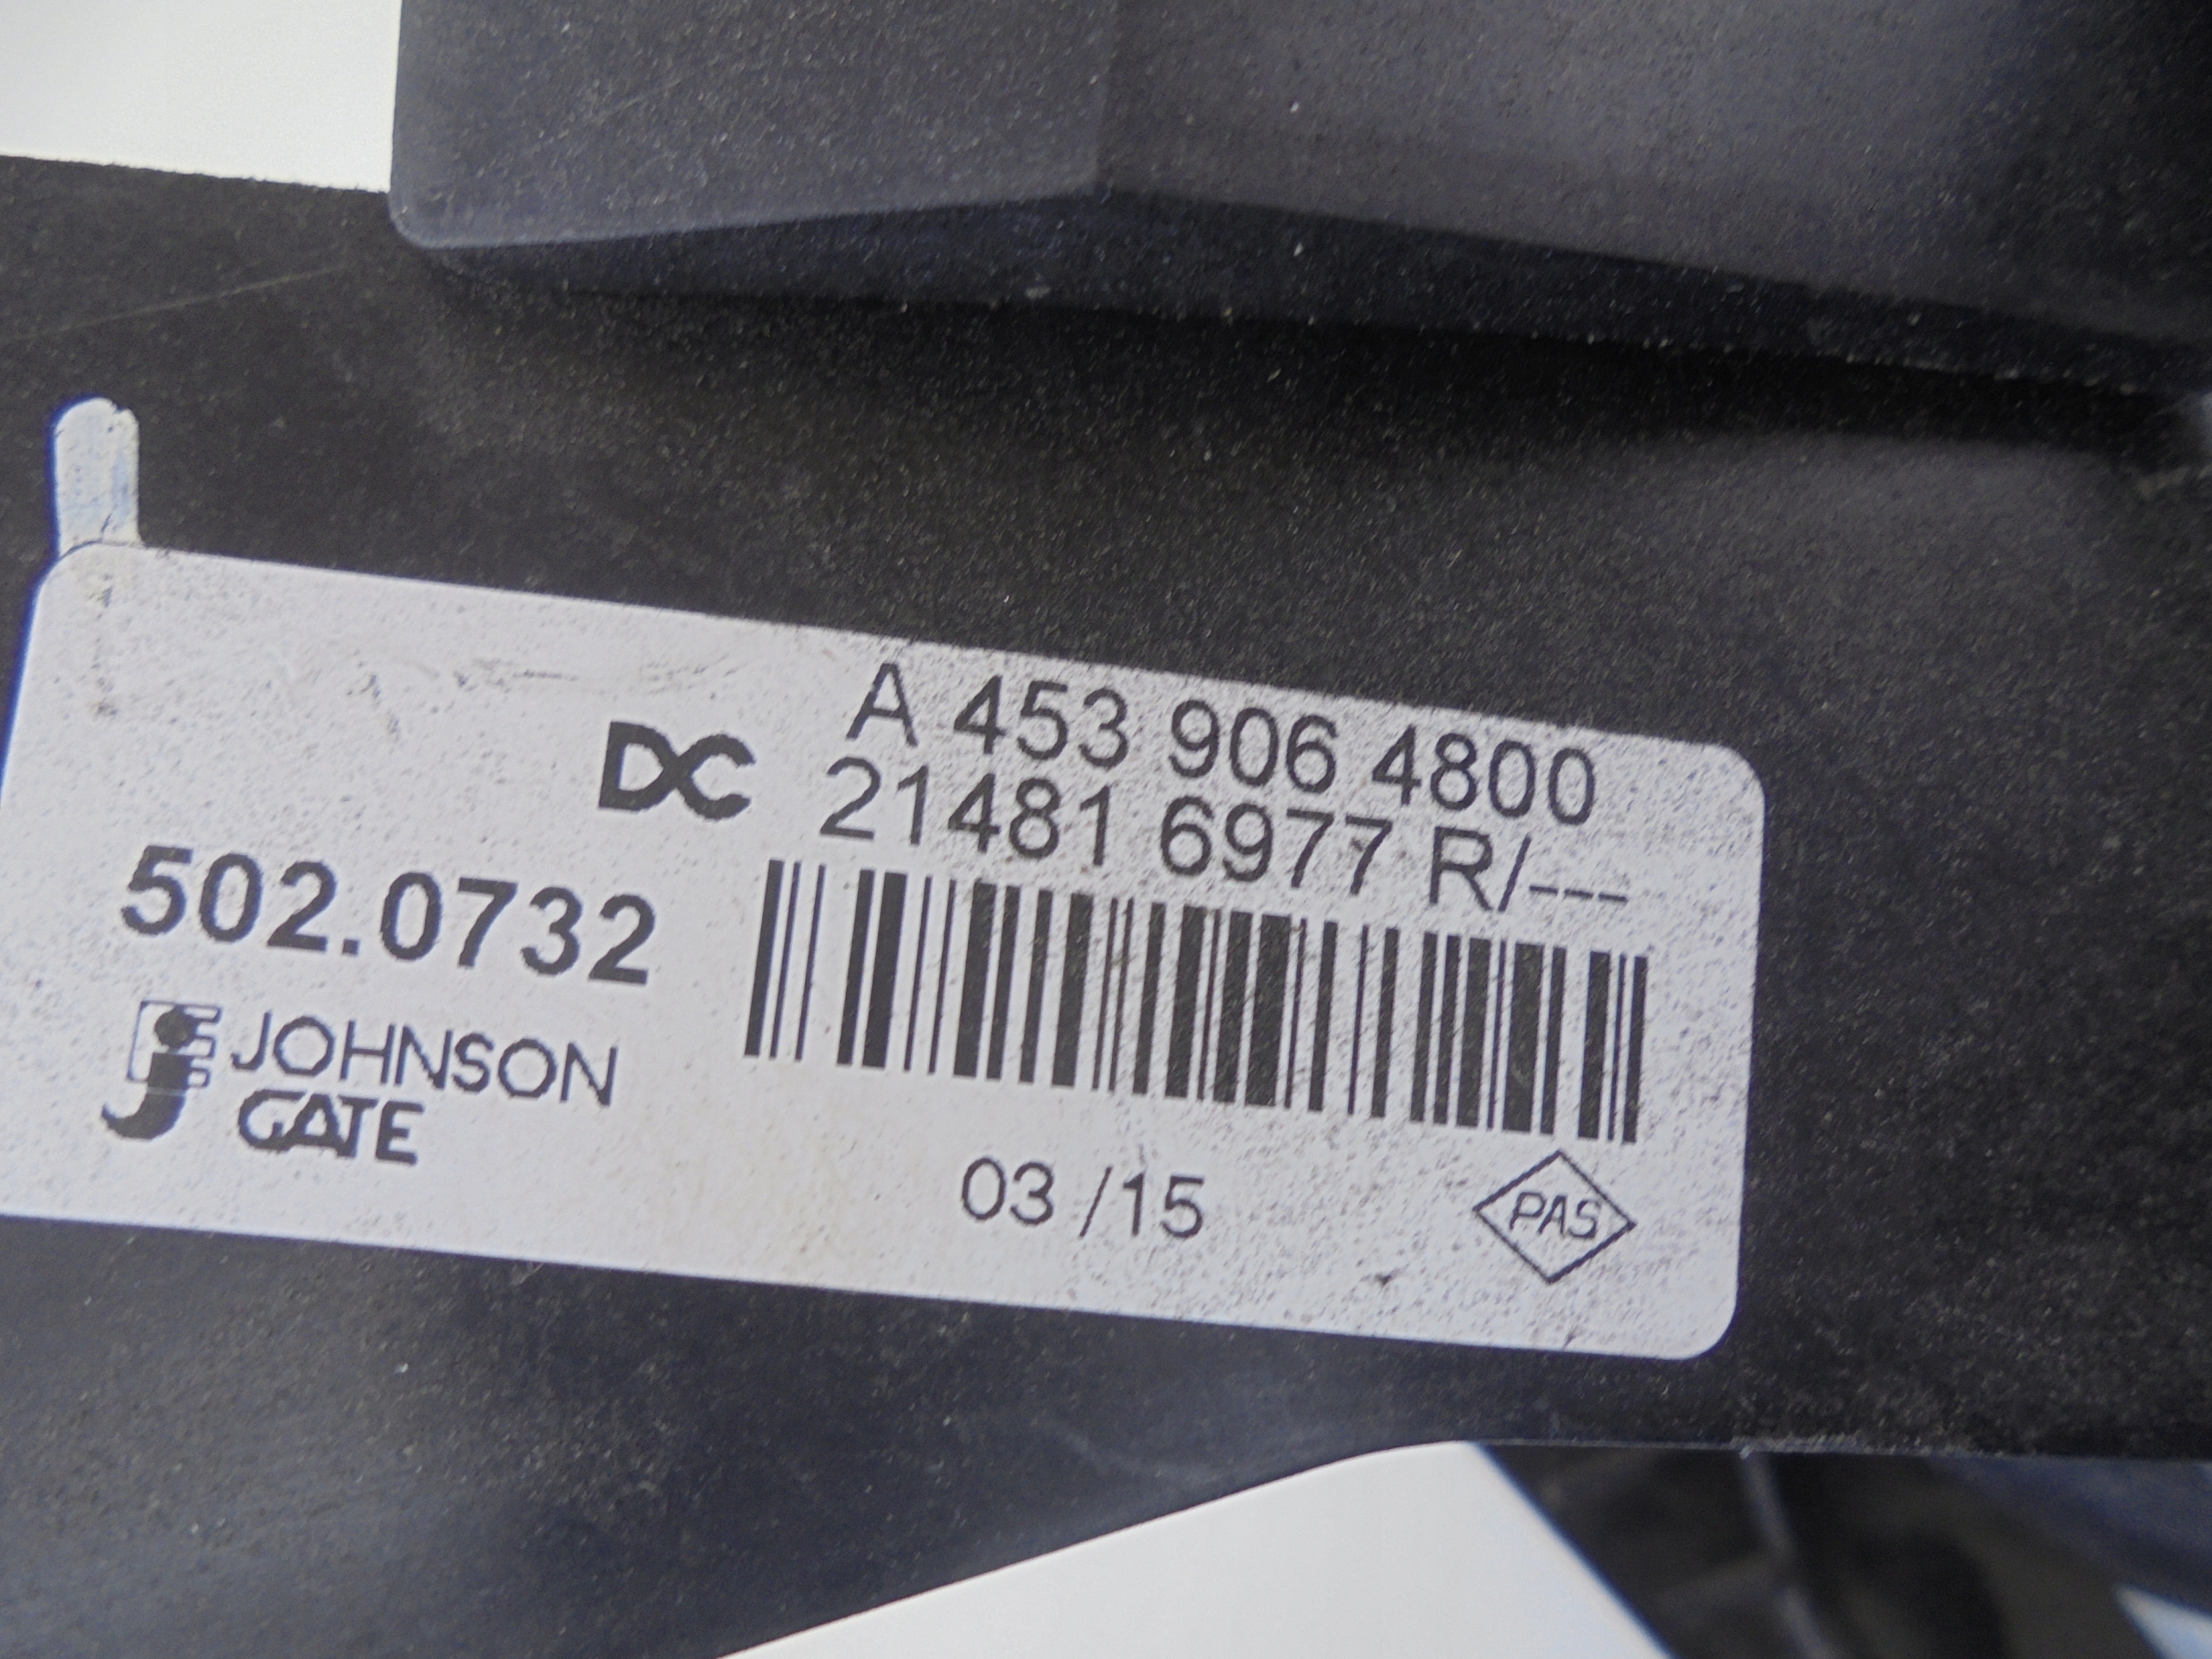 A 453 906 4800
DC 21481 6977 R/---
502.0732
JOHNSON
GATE
03 /15
PAS